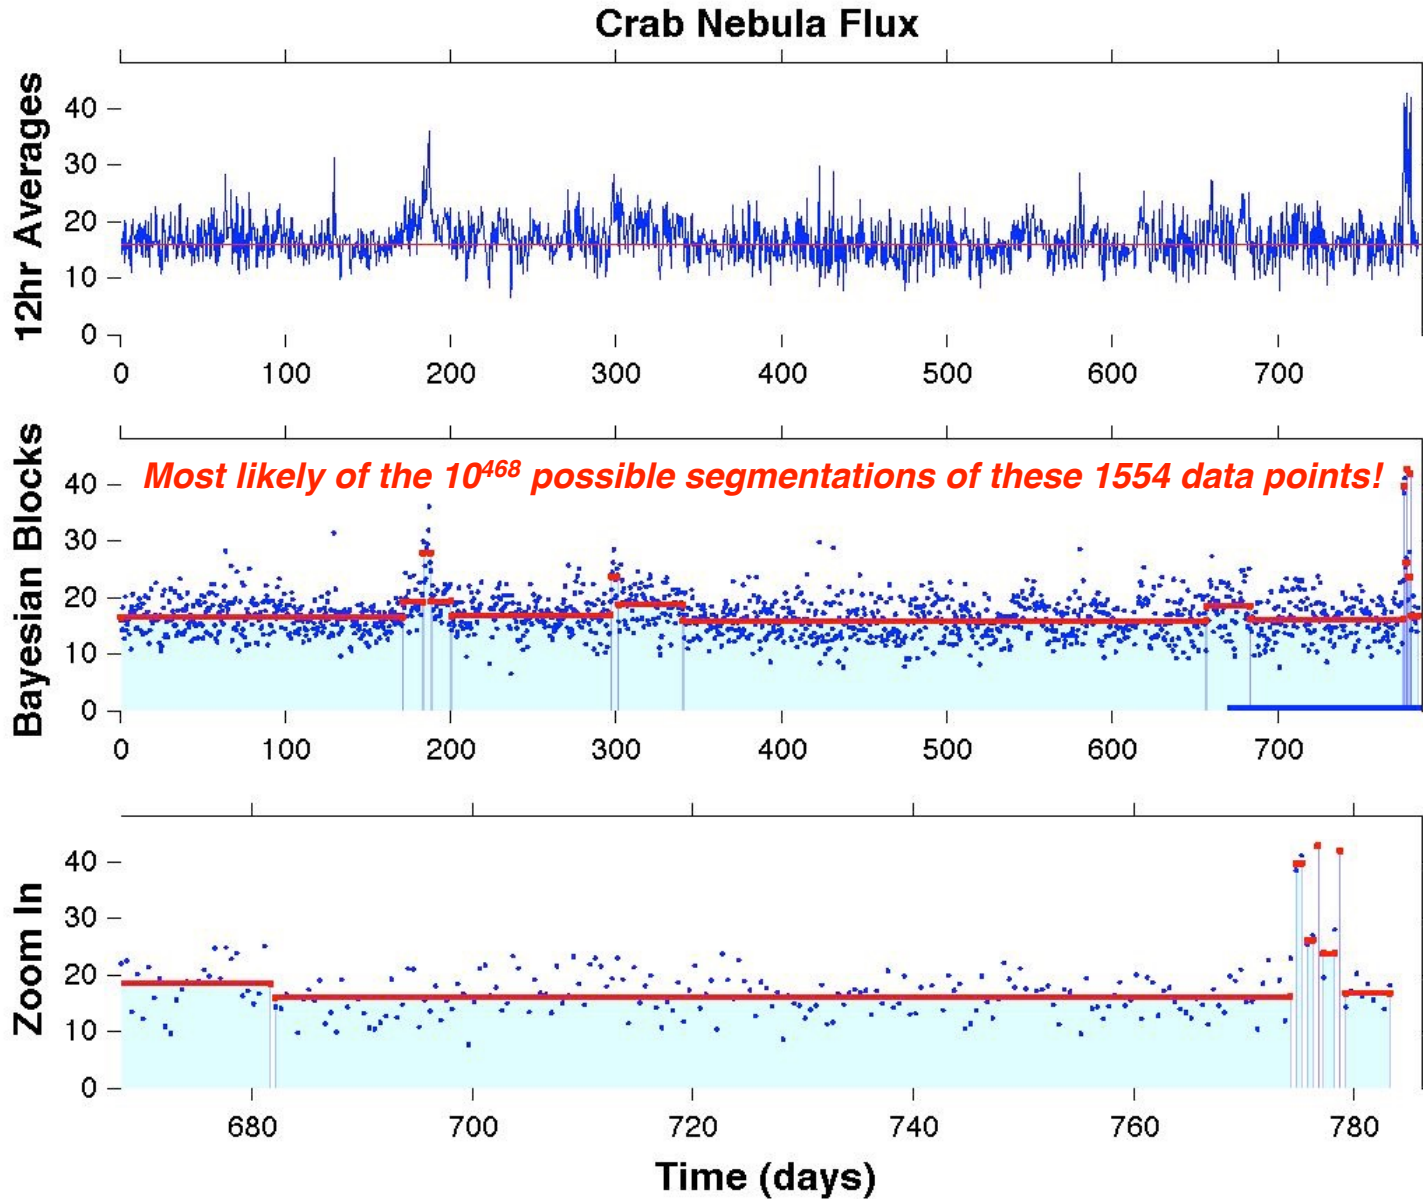 Crab Nebula Flux
12hr Averages
40
30
20
10
0
0 100 200 300 400 500 600 700
Bayesian Blocks
Most likely of the 10⁴⁶⁸ possible segmentations of these 1554 data points!
40
30
20
10
0
0 100 200 300 400 500 600 700
Zoom In
40
30
20
10
0
680 700 720 740 760 780
Time (days)